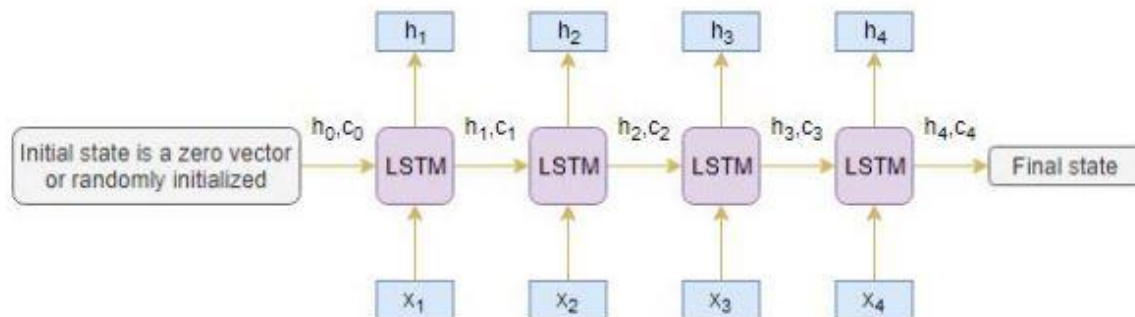 h₁ h₂ h₃ h₄
h₀,c₀ h₁,c₁ h₂,c₂ h₃,c₃ h₄,c₄
Initial state is a zero vector
or randomly initialized
LSTM LSTM LSTM LSTM
Final state
x₁ x₂ x₃ x₄